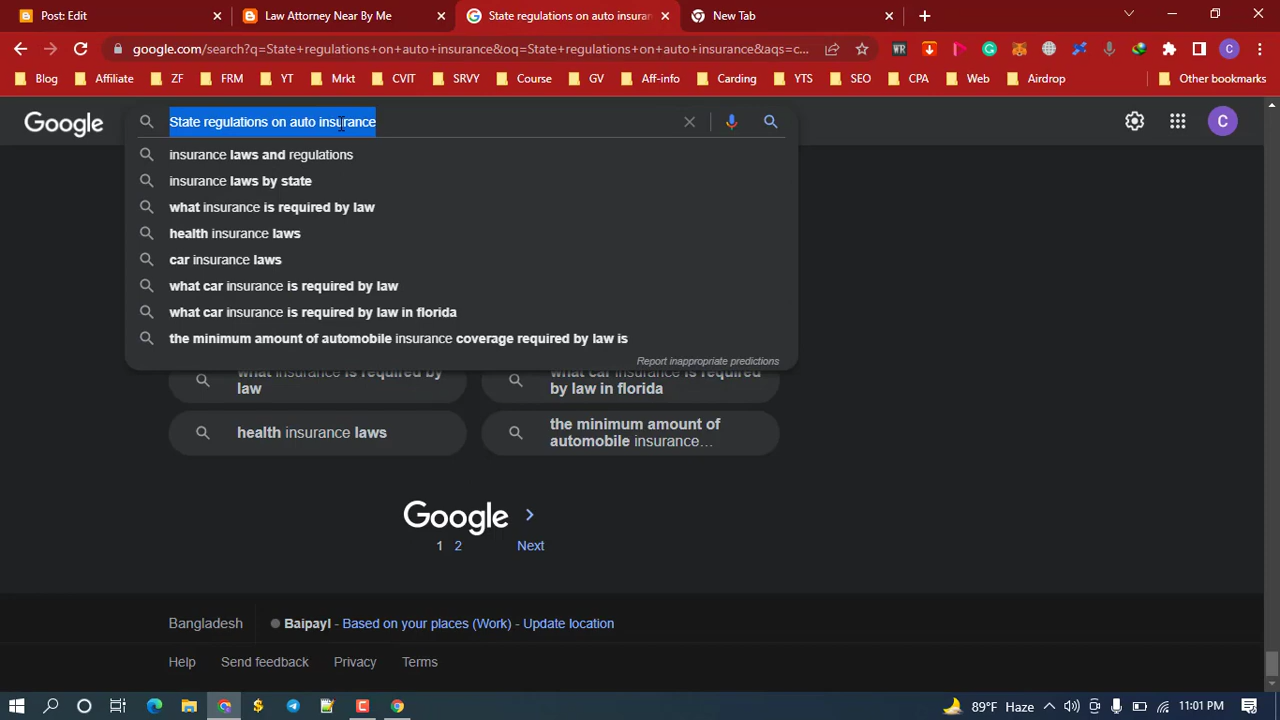 Post: Edit
Law Attorney Near By Me
State regulations on auto insuran
New Tab
google.com/search?q=State+regulations+on+auto+insurance&oq=State+regulations+on+auto+insurance&aqs=c...
Blog
Affiliate
ZF
FRM
YT
Mrkt
CVIT
SRVY
Course
GV
Aff-info
Carding
YTS
SEO
CPA
Web
Airdrop
Other bookmarks
Google
State regulations on auto insurance
C
insurance laws and regulations
insurance laws by state
what insurance is required by law
health insurance laws
car insurance laws
what car insurance is required by law
what car insurance is required by law in florida
the minimum amount of automobile insurance coverage required by law is
Report inappropriate predictions
what insurance is required by
law
what car insurance is required
by law in florida
health insurance laws
the minimum amount of
automobile insurance...
Google
1 2 Next
Bangladesh
Baipayl - Based on your places (Work) - Update location
Help
Send feedback
Privacy
Terms
89°F Haze
11:01 PM